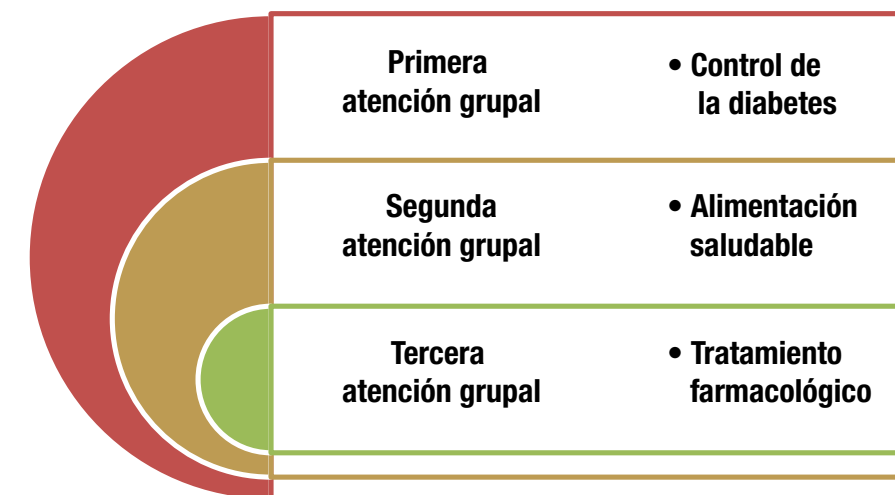 Primera
atención grupal
• Control de
la diabetes
Segunda
atención grupal
• Alimentación
saludable
Tercera
atención grupal
• Tratamiento
farmacológico